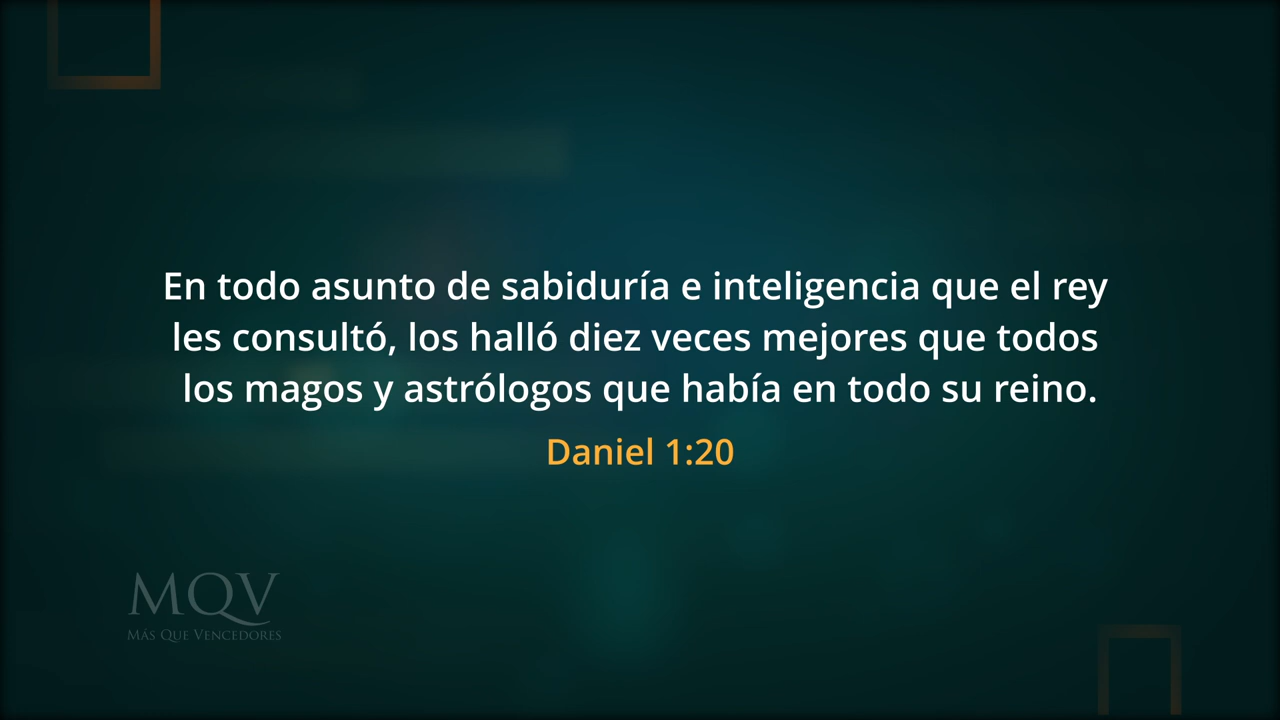 En todo asunto de sabiduría e inteligencia que el rey
les consultó, los halló diez veces mejores que todos
los magos y astrólogos que había en todo su reino.
Daniel 1:20
MQV
MÁS QUE VENCEDORES